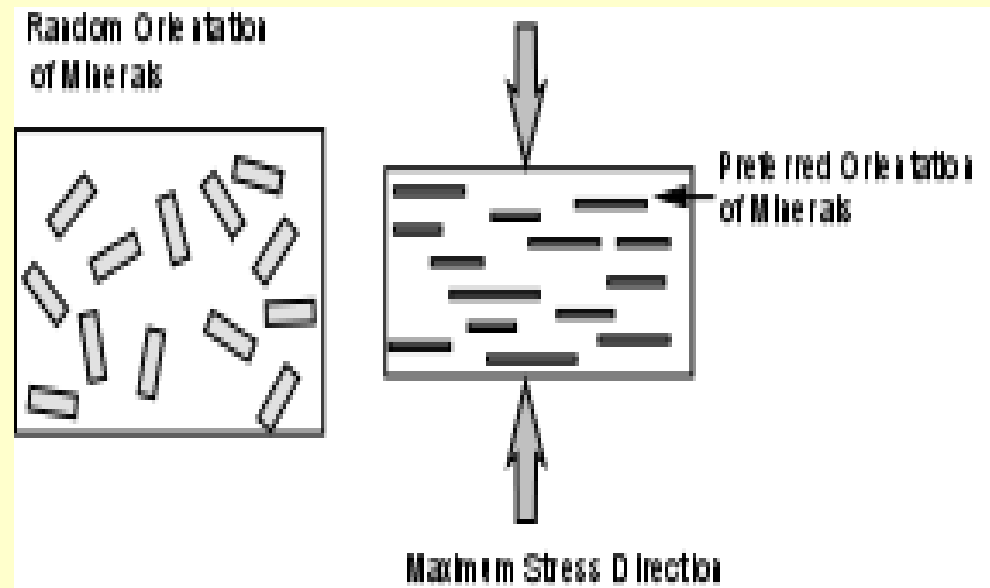 Random Orientation
of Minerals
Preferred Orientation
of Minerals
Maximum Stress Direction